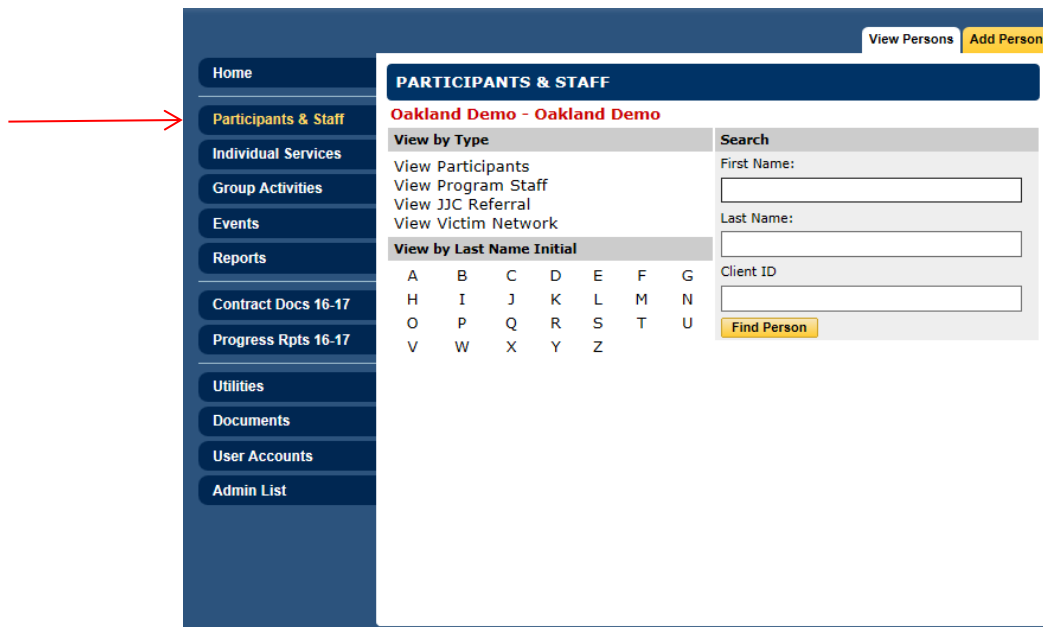 View Persons Add Person
Home
Participants & Staff
Individual Services
Group Activities
Events
Reports
Contract Docs 16-17
Progress Rpts 16-17
Utilities
Documents
User Accounts
Admin List
PARTICIPANTS & STAFF
Oakland Demo - Oakland Demo
View by Type
View Participants
View Program Staff
View JJC Referral
View Victim Network
View by Last Name Initial
A B C D E F G
H I J K L M N
O P Q R S T U
V W X Y Z
Search
First Name:
Last Name:
Client ID
Find Person